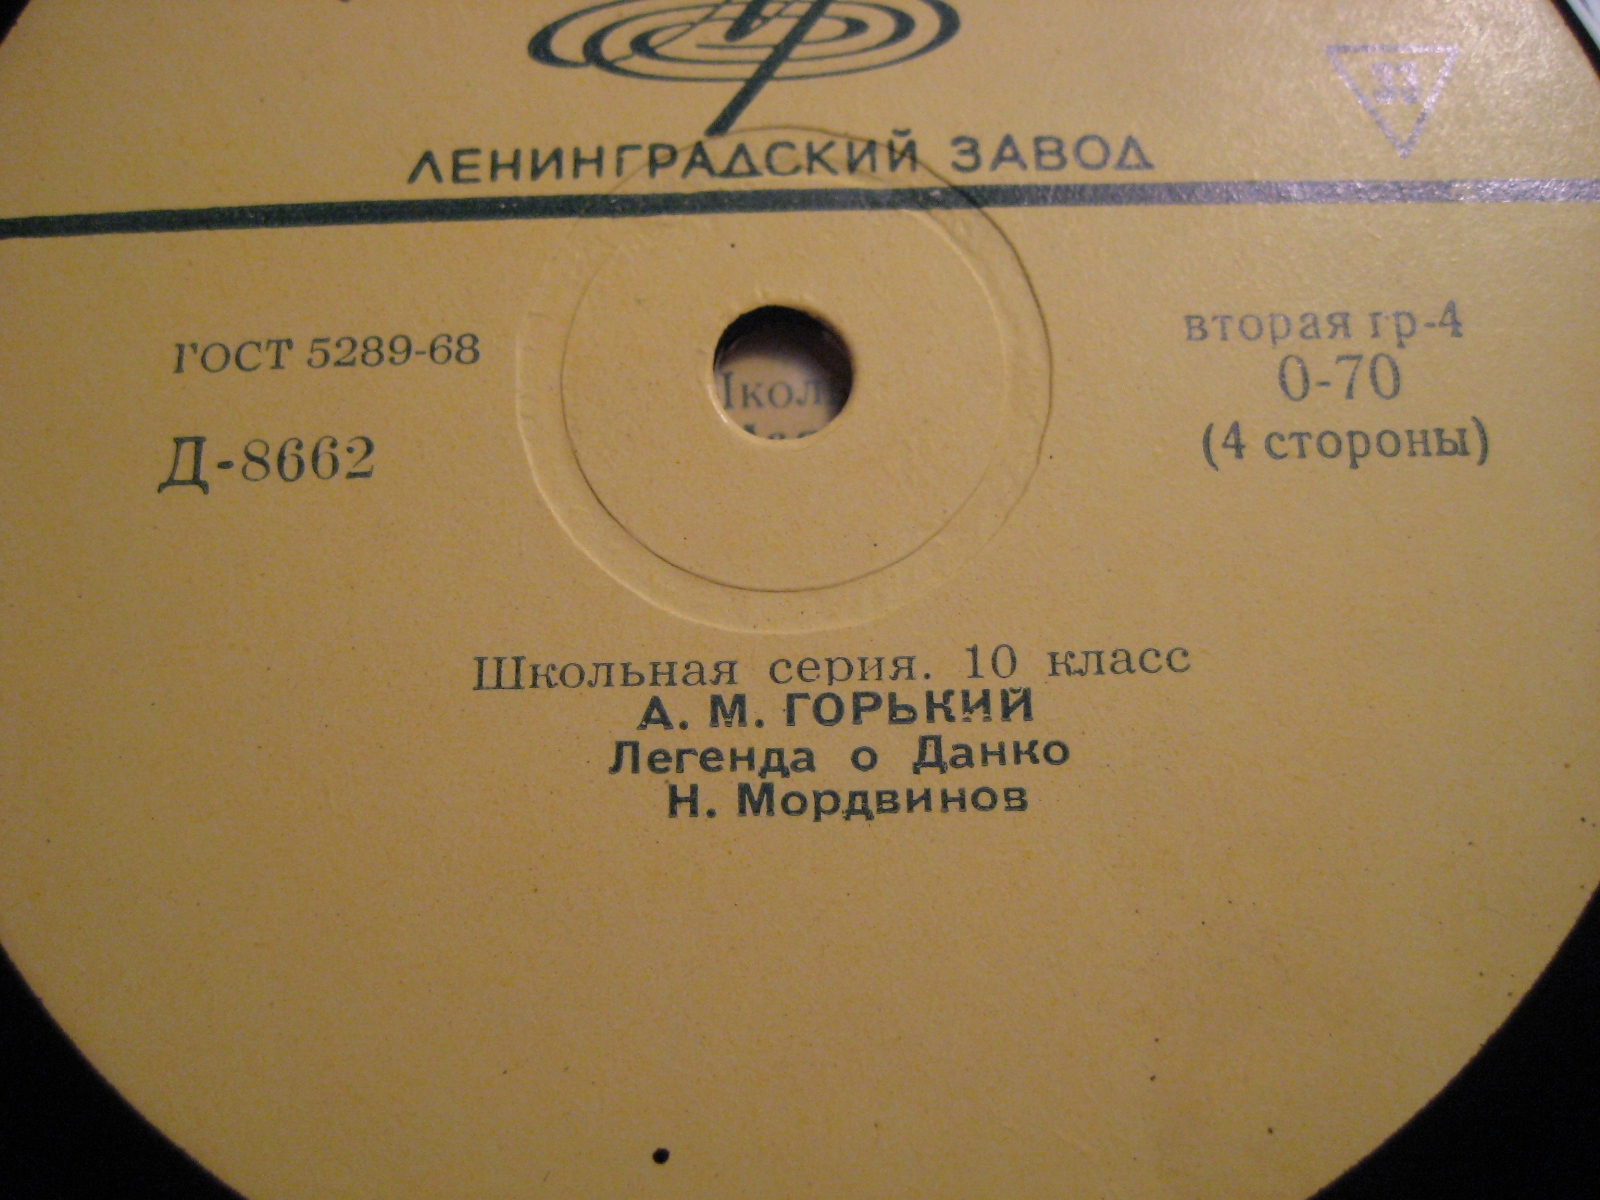 ЛЕНИНГРАДСКИЙ ЗАВОД
33
ГОСТ 5289-68
вторая гр-4
0-70
Д-8662
(4 стороны)
Школьная серия. 10 класс
А. М. ГОРЬКИЙ
Легенда о Данко
Н. Мордвинов